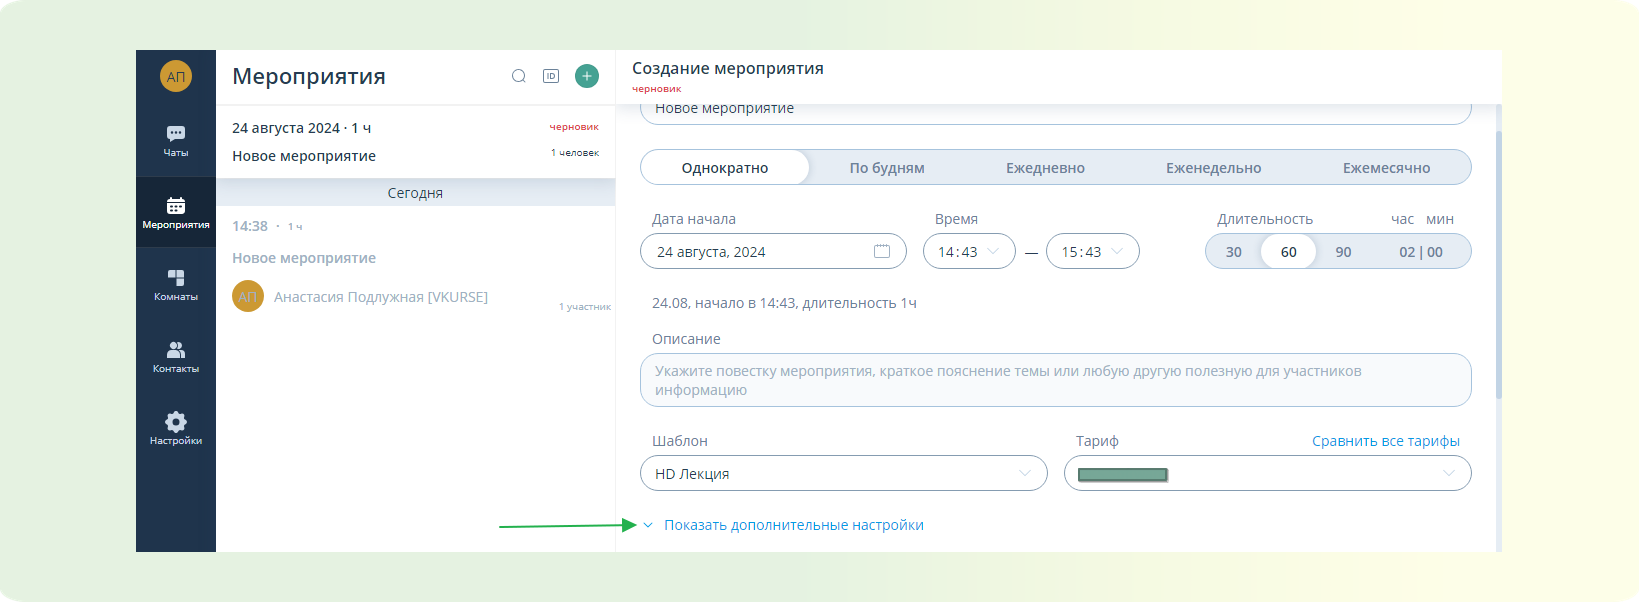 АП
Чаты
Мероприятия
Комнаты
Контакты
Настройки
Мероприятия
ID
24 августа 2024 · 1 ч
черновик
Новое мероприятие
1 человек
Сегодня
14:38 · 1 ч
Новое мероприятие
АП
Анастасия Подлужная [VKURSE]
1 участник
Создание мероприятия
черновик
Новое мероприятие
Однократно По будням Ежедневно Еженедельно Ежемесячно
Дата начала Время Длительность час мин
24 августа, 2024 14:43 — 15:43 30 60 90 02 | 00
24.08, начало в 14:43, длительность 1ч
Описание
Укажите повестку мероприятия, краткое пояснение темы или любую другую полезную для участников
информацию
Шаблон Тариф Сравнить все тарифы
HD Лекция
Показать дополнительные настройки